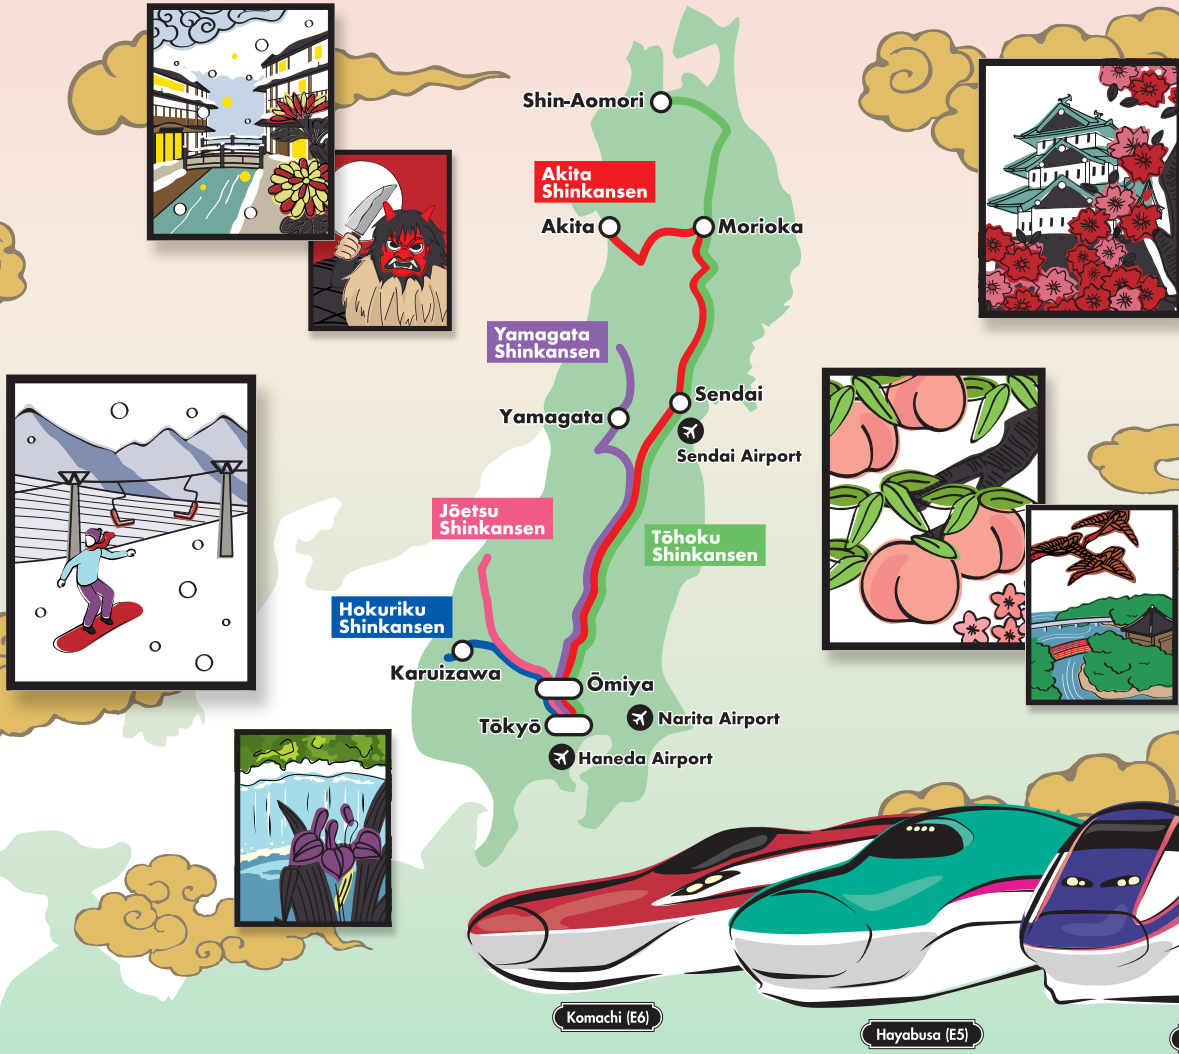 Shin-Aomori
Akita
Shinkansen
Akita
Morioka
Yamagata
Shinkansen
Sendai
Yamagata
Sendai Airport
Jōetsu
Shinkansen
Tōhoku
Shinkansen
Hokuriku
Shinkansen
Karuizawa
Ōmiya
Tōkyō
Narita Airport
Haneda Airport
Komachi (E6)
Hayabusa (E5)